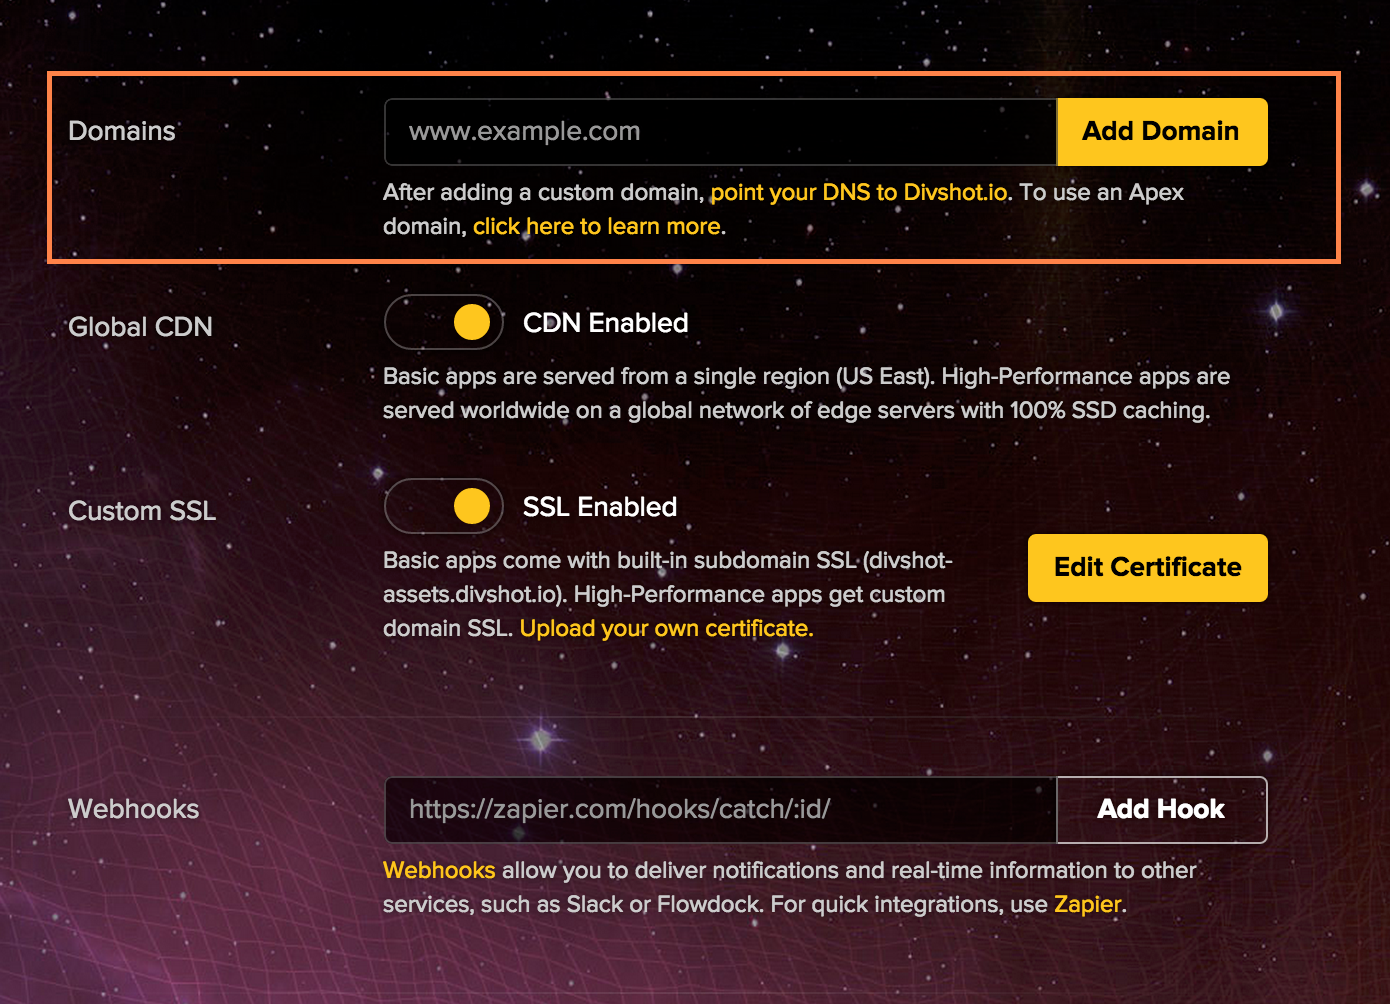 Domains
www.example.com
Add Domain
After adding a custom domain, point your DNS to Divshot.io. To use an Apex
domain, click here to learn more.
Global CDN
CDN Enabled
Basic apps are served from a single region (US East). High-Performance apps are
served worldwide on a global network of edge servers with 100% SSD caching.
Custom SSL
SSL Enabled
Basic apps come with built-in subdomain SSL (divshot-
assets.divshot.io). High-Performance apps get custom
domain SSL. Upload your own certificate.
Edit Certificate
Webhooks
https://zapier.com/hooks/catch/:id/
Add Hook
Webhooks allow you to deliver notifications and real-time information to other
services, such as Slack or Flowdock. For quick integrations, use Zapier.